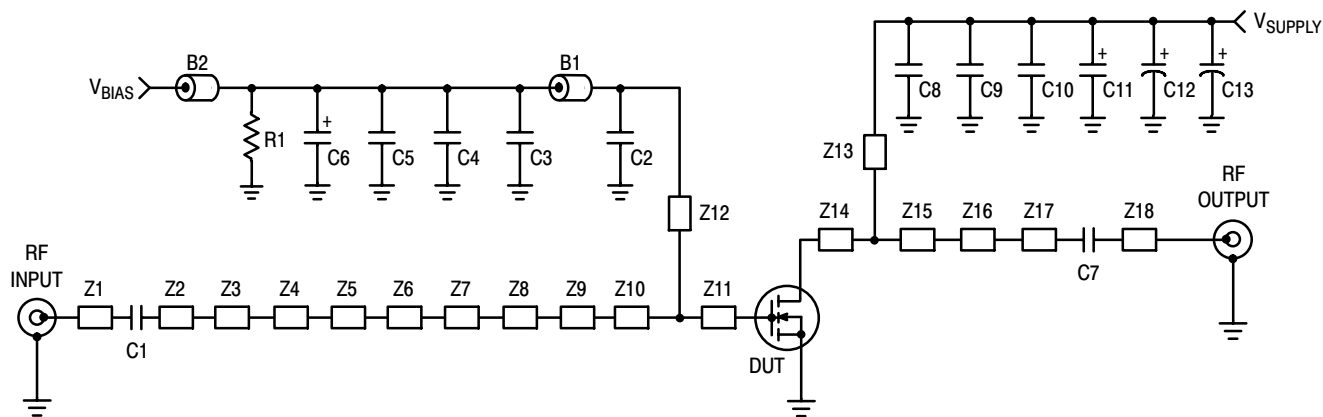 VSUPPLY
C8
C9
C10
C11
+
C12
+
C13
+
B2
B1
VBIAS
R1
C6
+
C5
C4
C3
C2
Z13
Z12
RF
OUTPUT
Z14
Z15
Z16
Z17
C7
Z18
RF
INPUT
Z1
C1
Z2
Z3
Z4
Z5
Z6
Z7
Z8
Z9
Z10
Z11
DUT